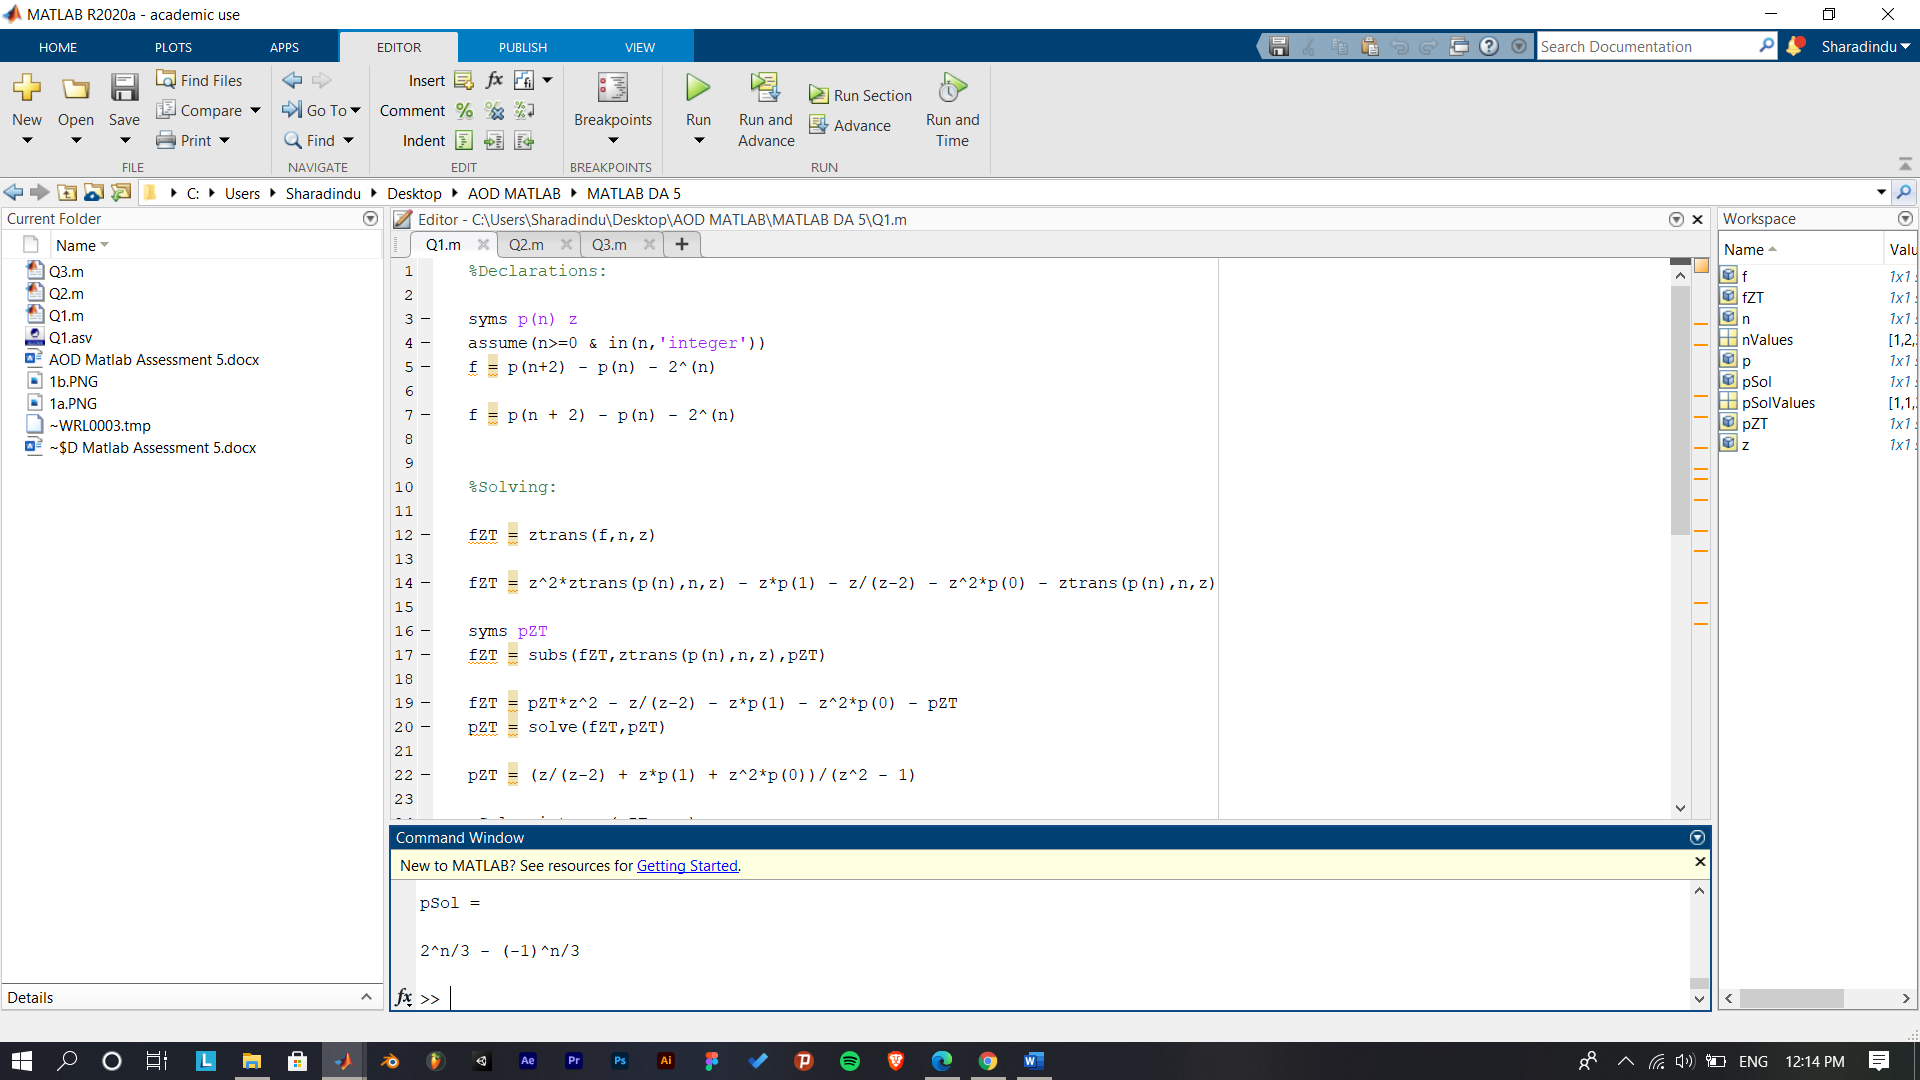 MATLAB R2020a - academic use
HOME PLOTS APPS EDITOR PUBLISH VIEW
Search Documentation
Sharadindu
New
Open
Save
Find Files
Compare
Print
FILE
Go To
Find
NAVIGATE
Insert
Comment
Indent
EDIT
Breakpoints
BREAKPOINTS
Run
Run and Advance
Run Section
Advance
Run and Time
RUN
C: Users Sharadindu Desktop AOD MATLAB MATLAB DA 5
Current Folder
Name
Q3.m
Q2.m
Q1.m
Q1.asv
AOD Matlab Assessment 5.docx
1b.PNG
1a.PNG
~WRL0003.tmp
~$D Matlab Assessment 5.docx
Details
Editor - C:\Users\Sharadindu\Desktop\AOD MATLAB\MATLAB DA 5\Q1.m
Q1.m Q2.m Q3.m
1 %Declarations:
2
3 syms p(n) z
4 assume(n>=0 & in(n,'integer'))
5 f = p(n+2) - p(n) - 2^(n)
6
7 f = p(n + 2) - p(n) - 2^(n)
8
9
10 %Solving:
11
12 fZT = ztrans(f,n,z)
13
14 fZT = z^2*ztrans(p(n),n,z) - z*p(1) - z/(z-2) - z^2*p(0) - ztrans(p(n),n,z)
15
16 syms pZT
17 fZT = subs(fZT,ztrans(p(n),n,z),pZT)
18
19 fZT = pZT*z^2 - z/(z-2) - z*p(1) - z^2*p(0) - pZT
20 pZT = solve(fZT,pZT)
21
22 pZT = (z/(z-2) + z*p(1) + z^2*p(0))/(z^2 - 1)
23
Command Window
New to MATLAB? See resources for Getting Started.
pSol =
2^n/3 - (-1)^n/3
fx >>
Workspace
Name Valu
f 1x1
fZT 1x1
n 1x1
nValues [1,2,
p 1x1
pSol 1x1
pSolValues [1,1,
pZT 1x1
z 1x1
L
Ae
Pr
Ps
Ai
W
ENG
12:14 PM